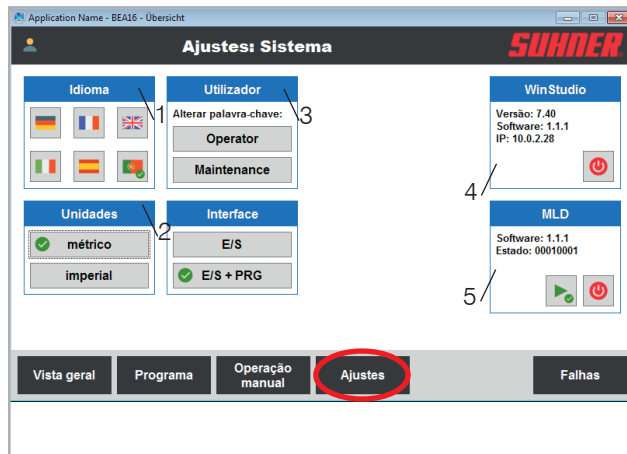 Application Name - BEA16 - Übersicht
Ajustes: Sistema
SUHNER
Idioma
1
Utilizador
3
Alterar palavra-chave:
Operator
Maintenance
WinStudio
Versão: 7.40
Software: 1.1.1
IP: 10.0.2.28
4
Unidades
2
métrico
imperial
Interface
E/S
E/S + PRG
MLD
Software: 1.1.1
Estado: 00010001
5
Vista geral
Programa
Operação
manual
Ajustes
Falhas